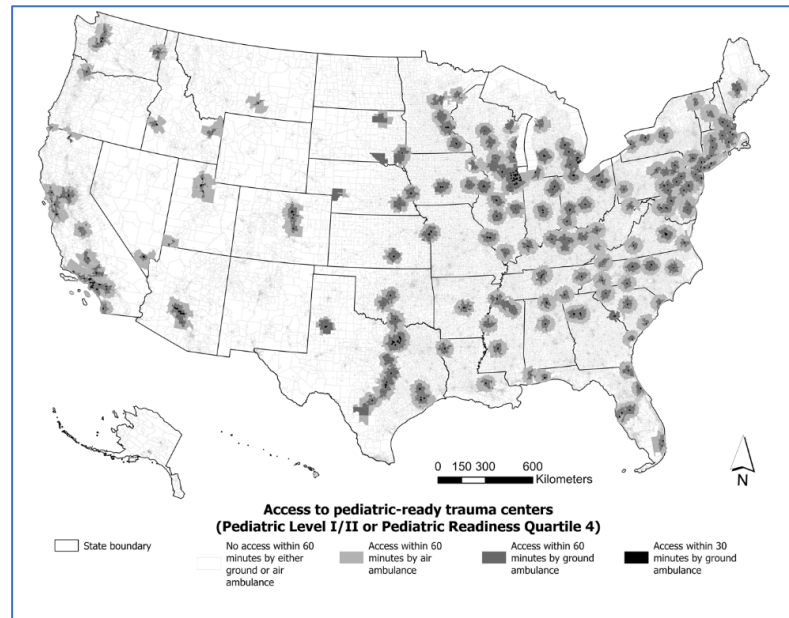 0 150 300 600
Kilometers
N
Access to pediatric-ready trauma centers
(Pediatric Level I/II or Pediatric Readiness Quartile 4)
State boundary
No access within 60
minutes by either
ground or air
ambulance
Access within 60
minutes by air
ambulance
Access within 60
minutes by ground
ambulance
Access within 30
minutes by ground
ambulance